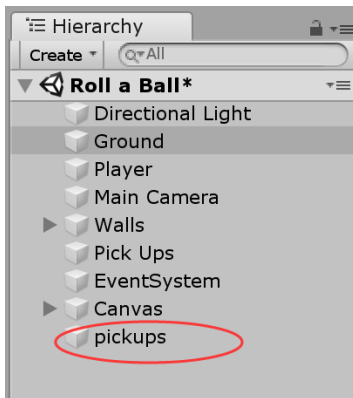 Hierarchy
Create All
Roll a Ball*
Directional Light
Ground
Player
Main Camera
Walls
Pick Ups
EventSystem
Canvas
pickups